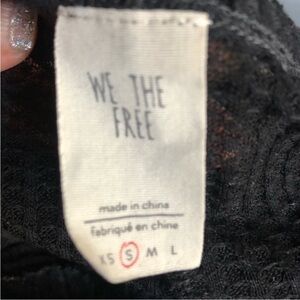 WE THE
FREE
made in china
fabriqué en chine
XS S M L